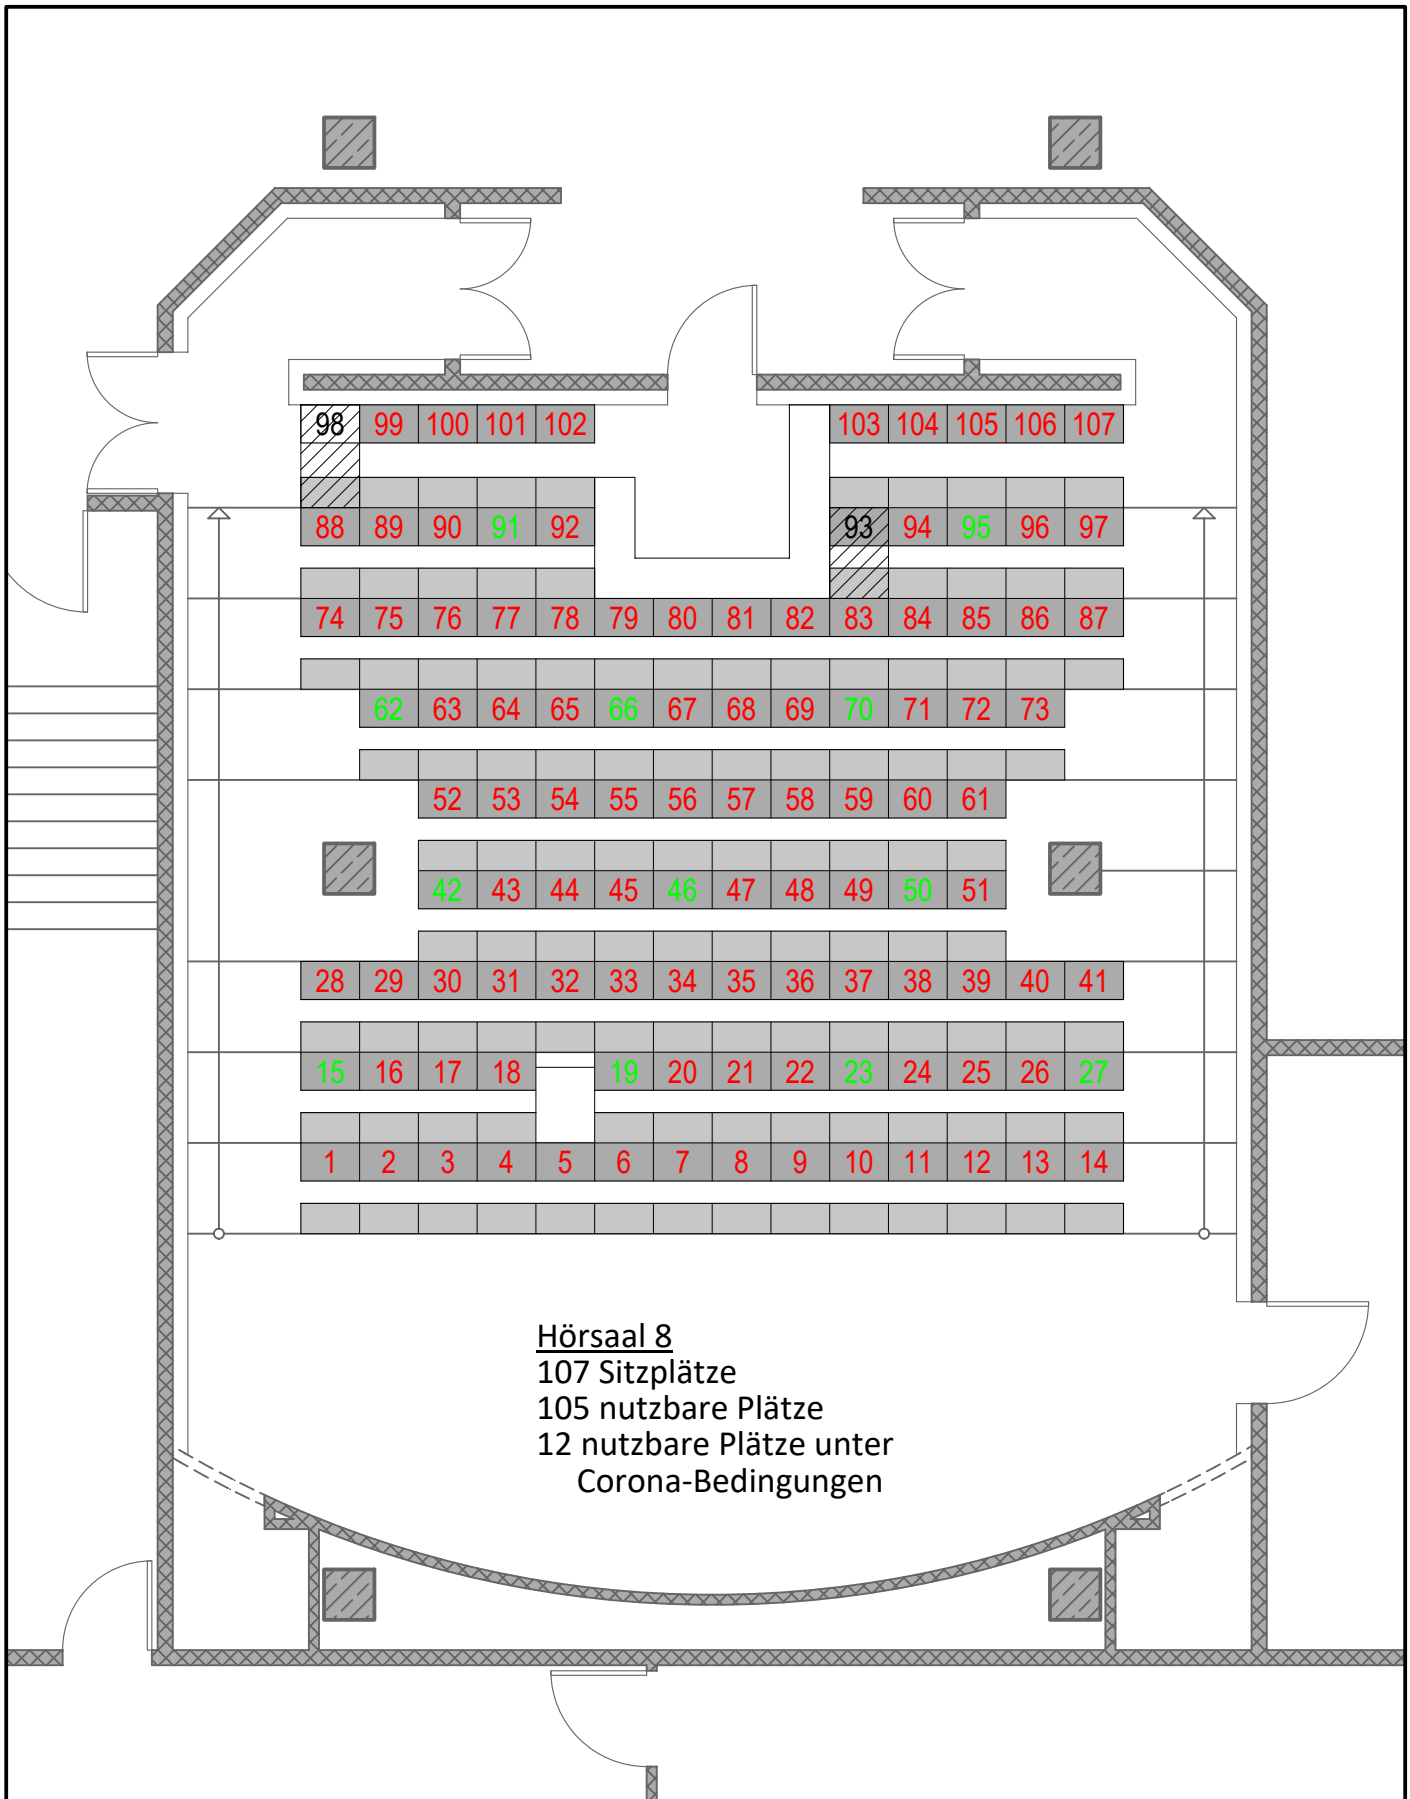 98 99 100 101 102 103 104 105 106 107
88 89 90 91 92 93 94 95 96 97
74 75 76 77 78 79 80 81 82 83 84 85 86 87
62 63 64 65 66 67 68 69 70 71 72 73
52 53 54 55 56 57 58 59 60 61
42 43 44 45 46 47 48 49 50 51
28 29 30 31 32 33 34 35 36 37 38 39 40 41
15 16 17 18 19 20 21 22 23 24 25 26 27
1 2 3 4 5 6 7 8 9 10 11 12 13 14
Hörsaal 8
107 Sitzplätze
105 nutzbare Plätze
12 nutzbare Plätze unter
Corona-Bedingungen